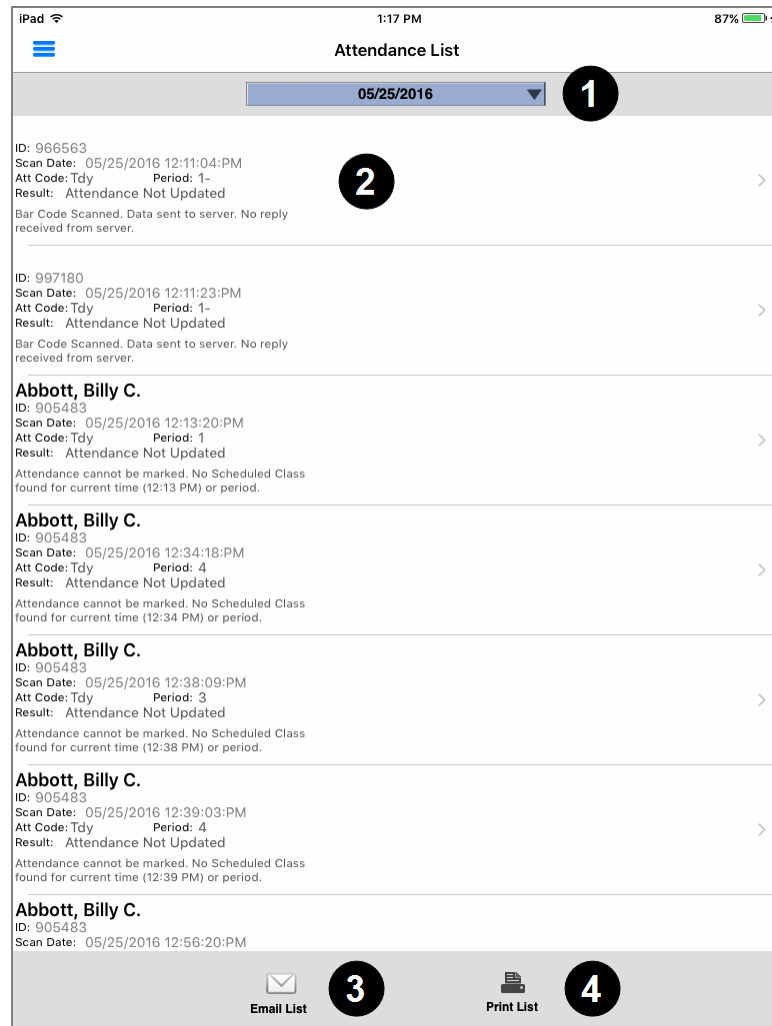 iPad 1:17 PM 87%
Attendance List
05/25/2016 1
ID: 966563
Scan Date: 05/25/2016 12:11:04:PM
Att Code: Tdy Period: 1-
2
Result: Attendance Not Updated
Bar Code Scanned. Data sent to server. No reply
received from server.
ID: 997180
Scan Date: 05/25/2016 12:11:23:PM
Att Code: Tdy Period: 1-
Result: Attendance Not Updated
Bar Code Scanned. Data sent to server. No reply
received from server.
Abbott, Billy C.
ID: 905483
Scan Date: 05/25/2016 12:13:20:PM
Att Code: Tdy Period: 1
Result: Attendance Not Updated
Attendance cannot be marked. No Scheduled Class
found for current time (12:13 PM) or period.
Abbott, Billy C.
ID: 905483
Scan Date: 05/25/2016 12:34:18:PM
Att Code: Tdy Period: 4
Result: Attendance Not Updated
Attendance cannot be marked. No Scheduled Class
found for current time (12:34 PM) or period.
Abbott, Billy C.
ID: 905483
Scan Date: 05/25/2016 12:38:09:PM
Att Code: Tdy Period: 3
Result: Attendance Not Updated
Attendance cannot be marked. No Scheduled Class
found for current time (12:38 PM) or period.
Abbott, Billy C.
ID: 905483
Scan Date: 05/25/2016 12:39:03:PM
Att Code: Tdy Period: 4
Result: Attendance Not Updated
Attendance cannot be marked. No Scheduled Class
found for current time (12:39 PM) or period.
Abbott, Billy C.
ID: 905483
Scan Date: 05/25/2016 12:56:20:PM
3 4
Email List Print List